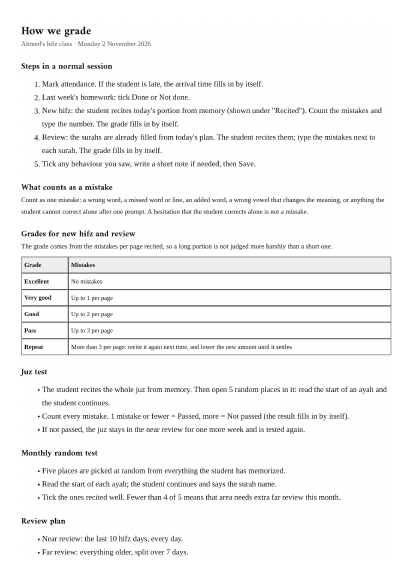 How we grade
Ahmed's hifz class · Monday 2 November 2026
Steps in a normal session
1. Mark attendance. If the student is late, the arrival time fills in by itself.
2. Last week's homework: tick Done or Not done.
3. New hifz: the student recites today's portion from memory (shown under "Recited"). Count the mistakes and
type the number. The grade fills in by itself.
4. Review: the surahs are already filled from today's plan. The student recites them; type the mistakes next to
each surah. The grade fills in by itself.
5. Tick any behaviour you saw, write a short note if needed, then Save.
What counts as a mistake
Count as one mistake: a wrong word, a missed word or line, an added word, a wrong vowel that changes the meaning, or anything the
student cannot correct alone after one prompt. A hesitation that the student corrects alone is not a mistake.
Grades for new hifz and review
The grade comes from the mistakes per page recited, so a long portion is not judged more harshly than a short one.
Grade Mistakes
Excellent No mistakes
Very good Up to 1 per page
Good Up to 2 per page
Pass Up to 3 per page
Repeat More than 3 per page: recite it again next time, and lower the new amount until it settles
Juz test
• The student recites the whole juz from memory. Then open 5 random places in it: read the start of an ayah and
the student continues.
• Count every mistake. 1 mistake or fewer = Passed, more = Not passed (the result fills in by itself).
• If not passed, the juz stays in the near review for one more week and is tested again.
Monthly random test
• Five places are picked at random from everything the student has memorized.
• Read the start of each ayah; the student continues and says the surah name.
• Tick the ones recited well. Fewer than 4 of 5 means that area needs extra far review this month.
Review plan
• Near review: the last 10 hifz days, every day.
• Far review: everything older, split over 7 days.